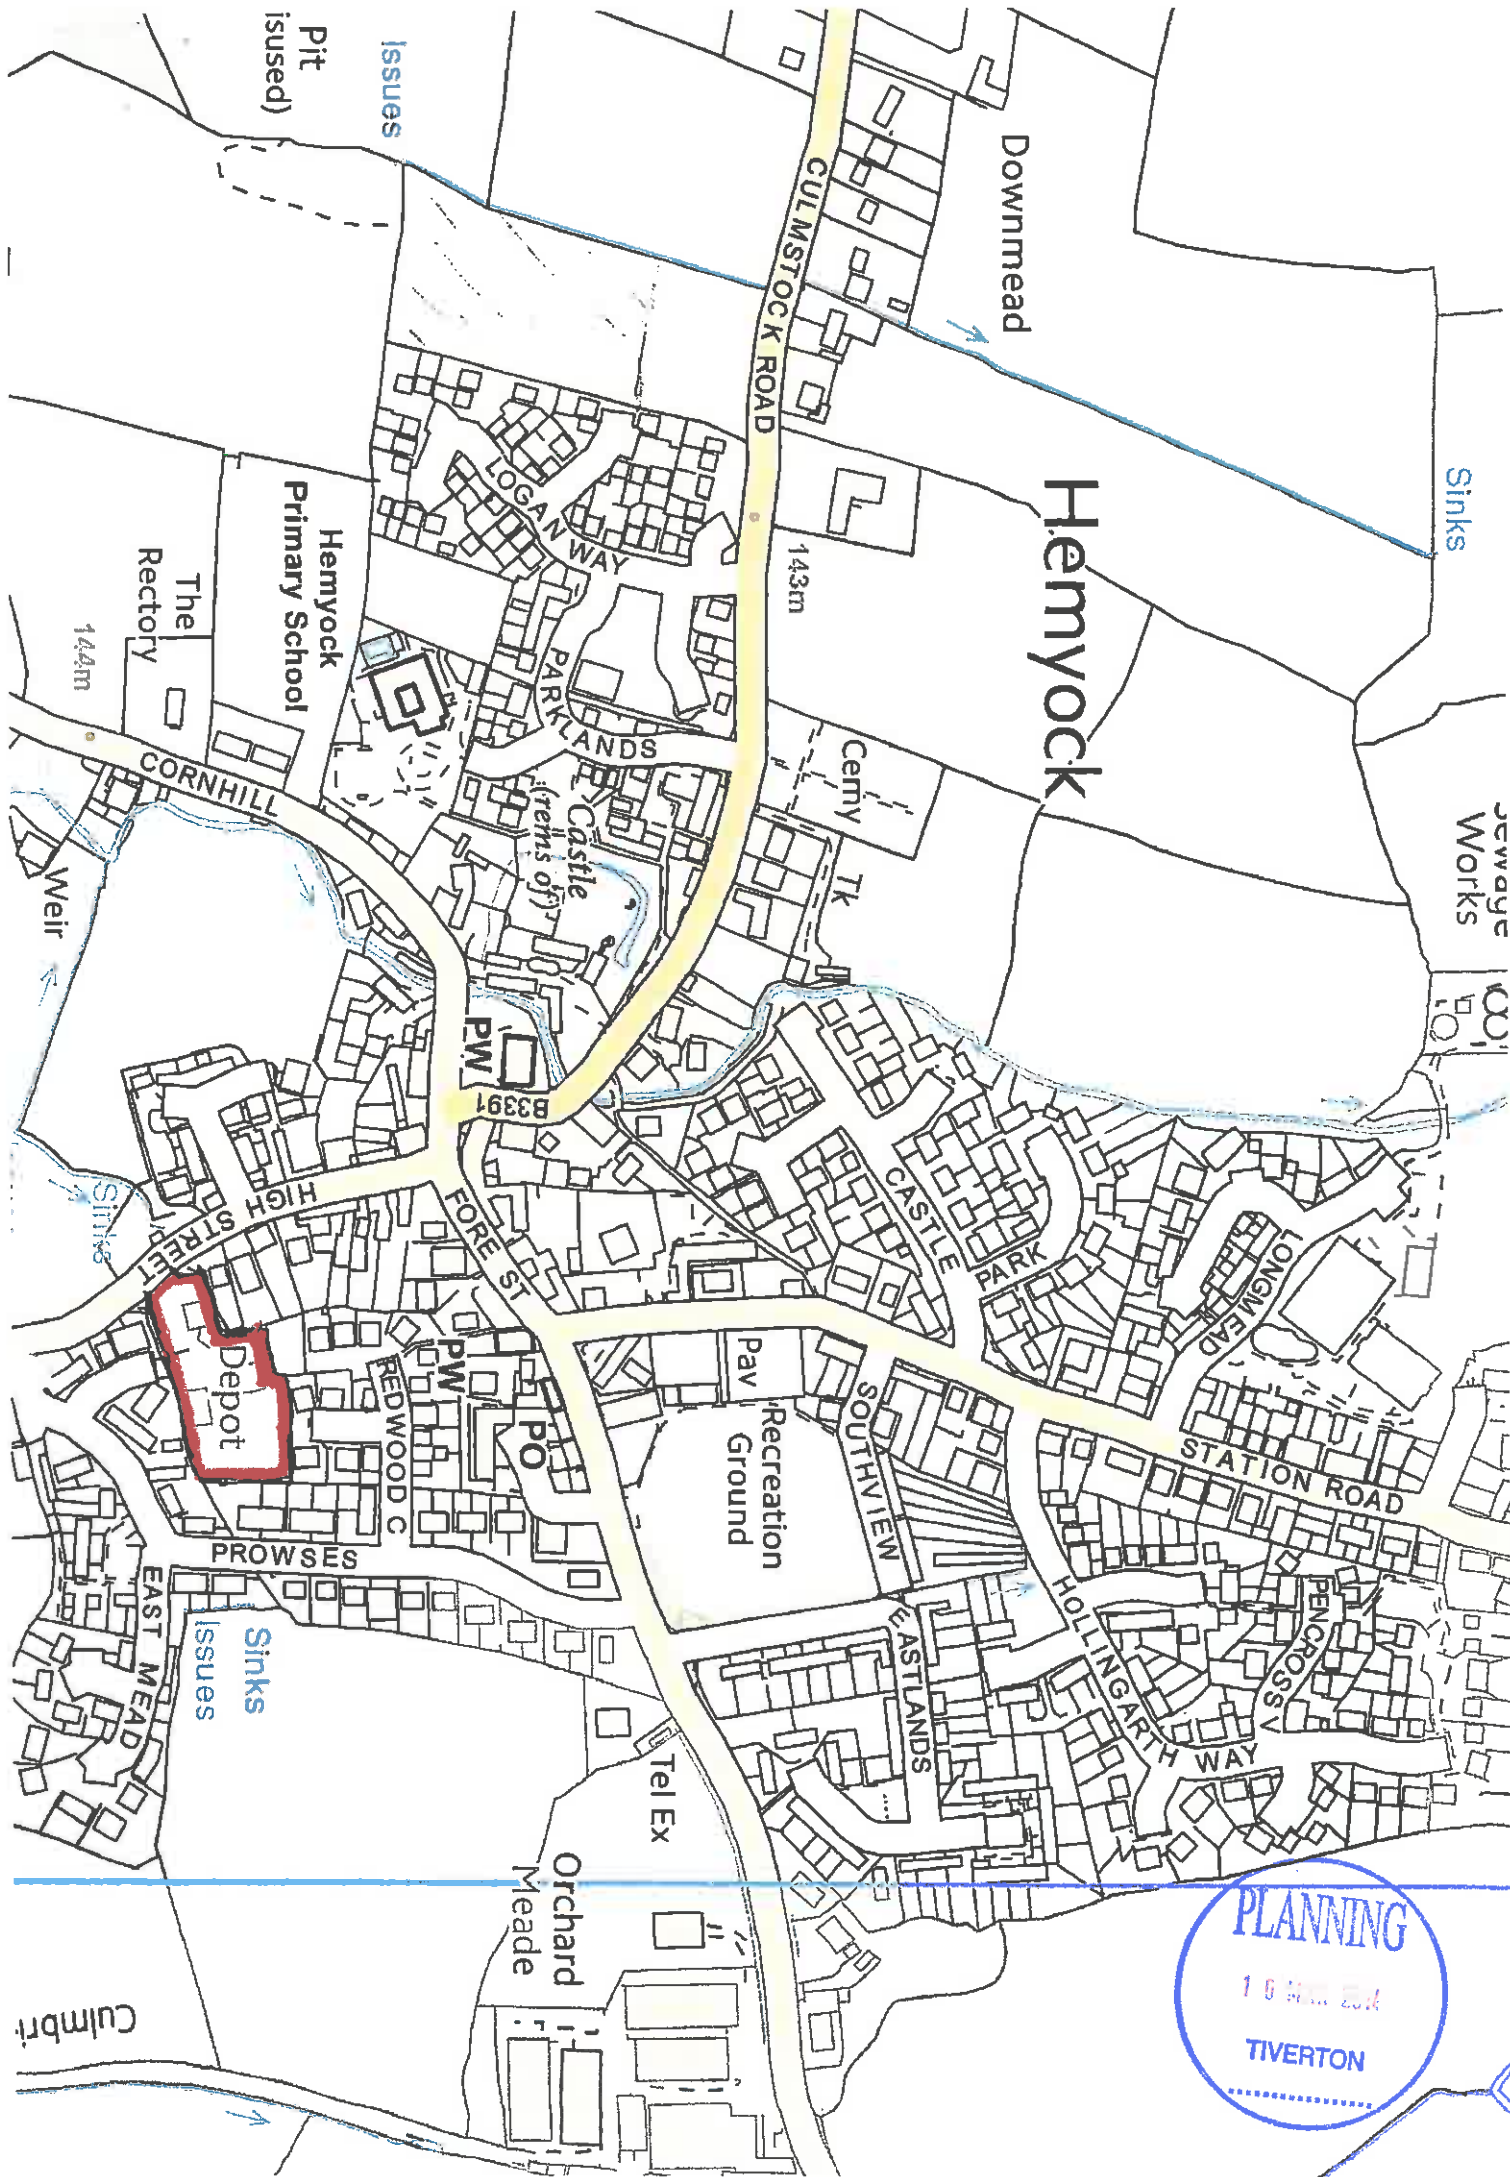 Pit
isused)
Issues
Downmead
CULMSTOCK ROAD
Sinks
Hemyock
143m
LOGAN WAY
Hemyock
Primary School
The
Rectory
144m
PARKLANDS
CORNHILL
Cemy
Tk
Castle
(rems of)
Works
Weir
PW
B3391
HIGH STREET
Sinks
FORE ST
CASTLE
PARK
LONGMEAD
Depot
REDWOOD C
PW
PO
Pav
Recreation
Ground
SOUTHVIEW
STATION ROAD
PROWSES
EAST MEAD
Sinks
Issues
EASTLANDS
HOLLINGARTH WAY
PENCROSS V
Tel Ex
Orchard
Meade
Culmbri
PLANNING
TIVERTON